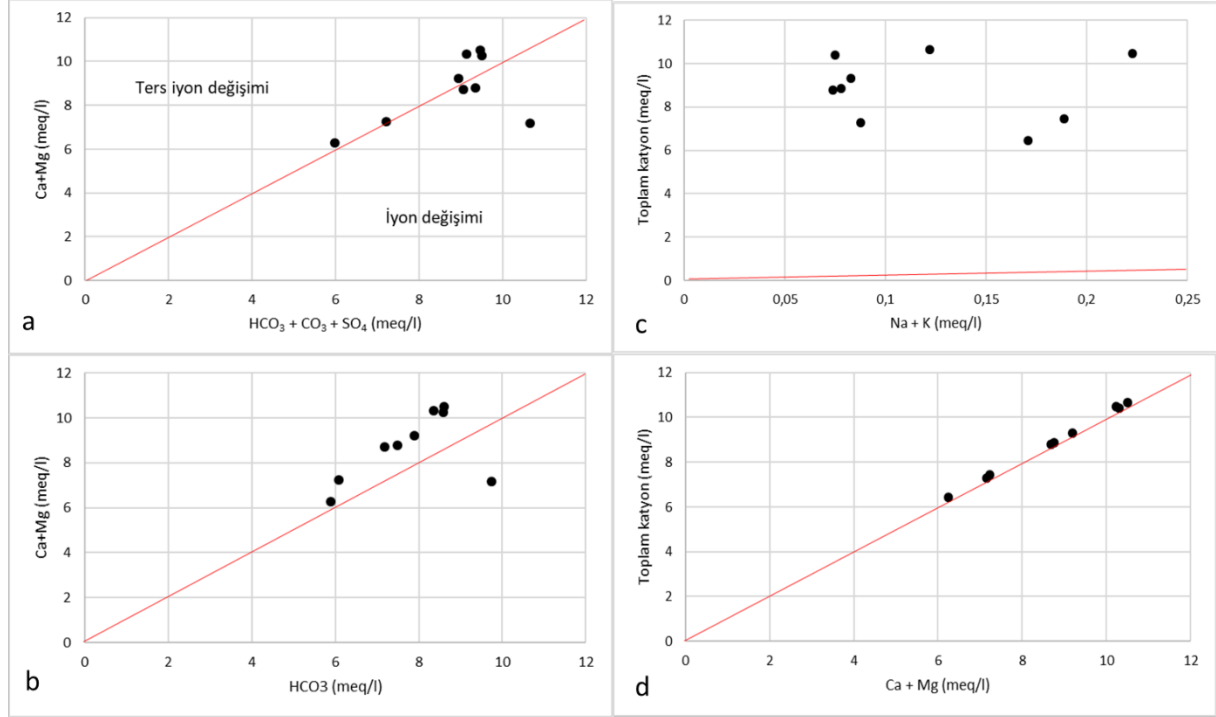 12
10
8
6
4
2
0
Ca+Mg (meq/l)
Ters iyon değişimi
İyon değişimi
0 2 4 6 8 10 12
HCO₃ + CO₃ + SO₄ (meq/l)
a
12
10
8
6
4
2
0
Toplam katyon (meq/l)
0 0,05 0,1 0,15 0,2 0,25
Na + K (meq/l)
c
12
10
8
6
4
2
0
Ca+Mg (meq/l)
0 2 4 6 8 10 12
HCO3 (meq/l)
b
12
10
8
6
4
2
0
Toplam katyon (meq/l)
0 2 4 6 8 10 12
Ca + Mg (meq/l)
d